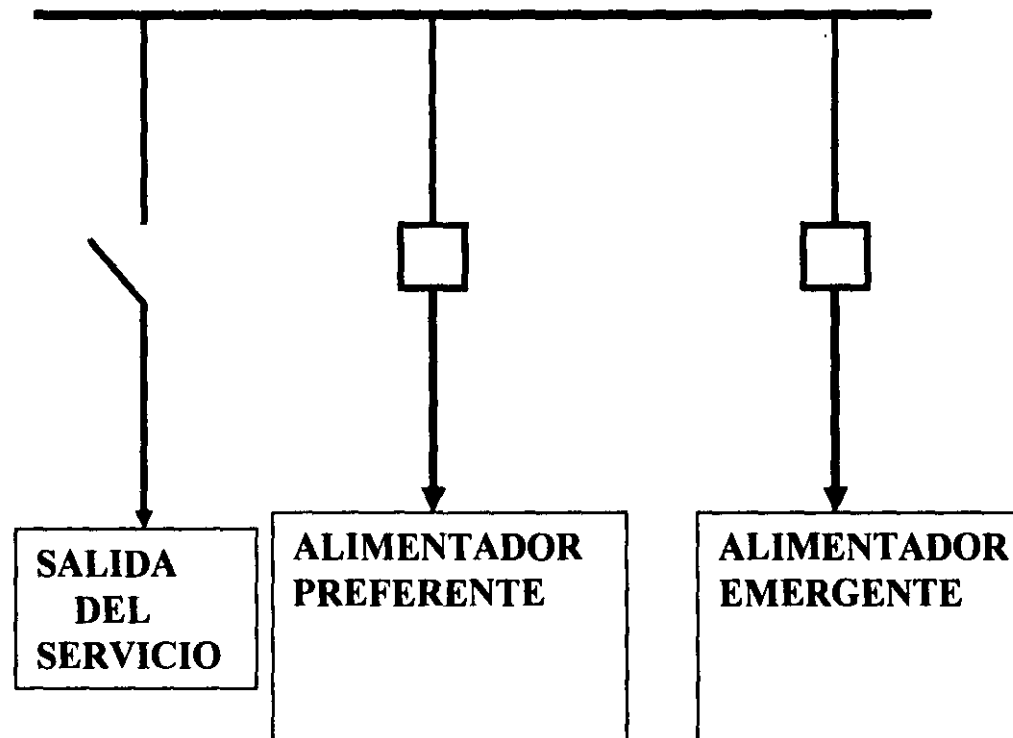 SALIDA
DEL
SERVICIO
ALIMENTADOR
PREFERENTE
ALIMENTADOR
EMERGENTE